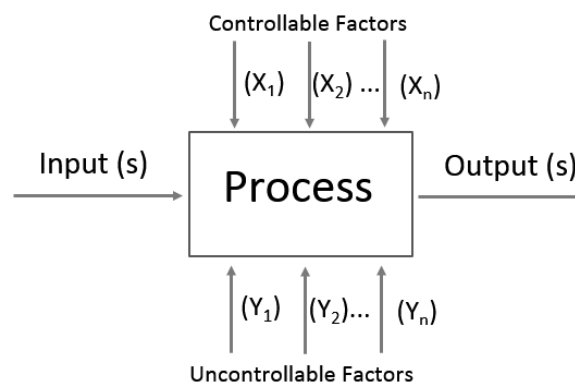 Controllable Factors
(X₁) (X₂) ... (Xₙ)
Input (s)
Process
Output (s)
(Y₁) (Y₂)... (Yₙ)
Uncontrollable Factors